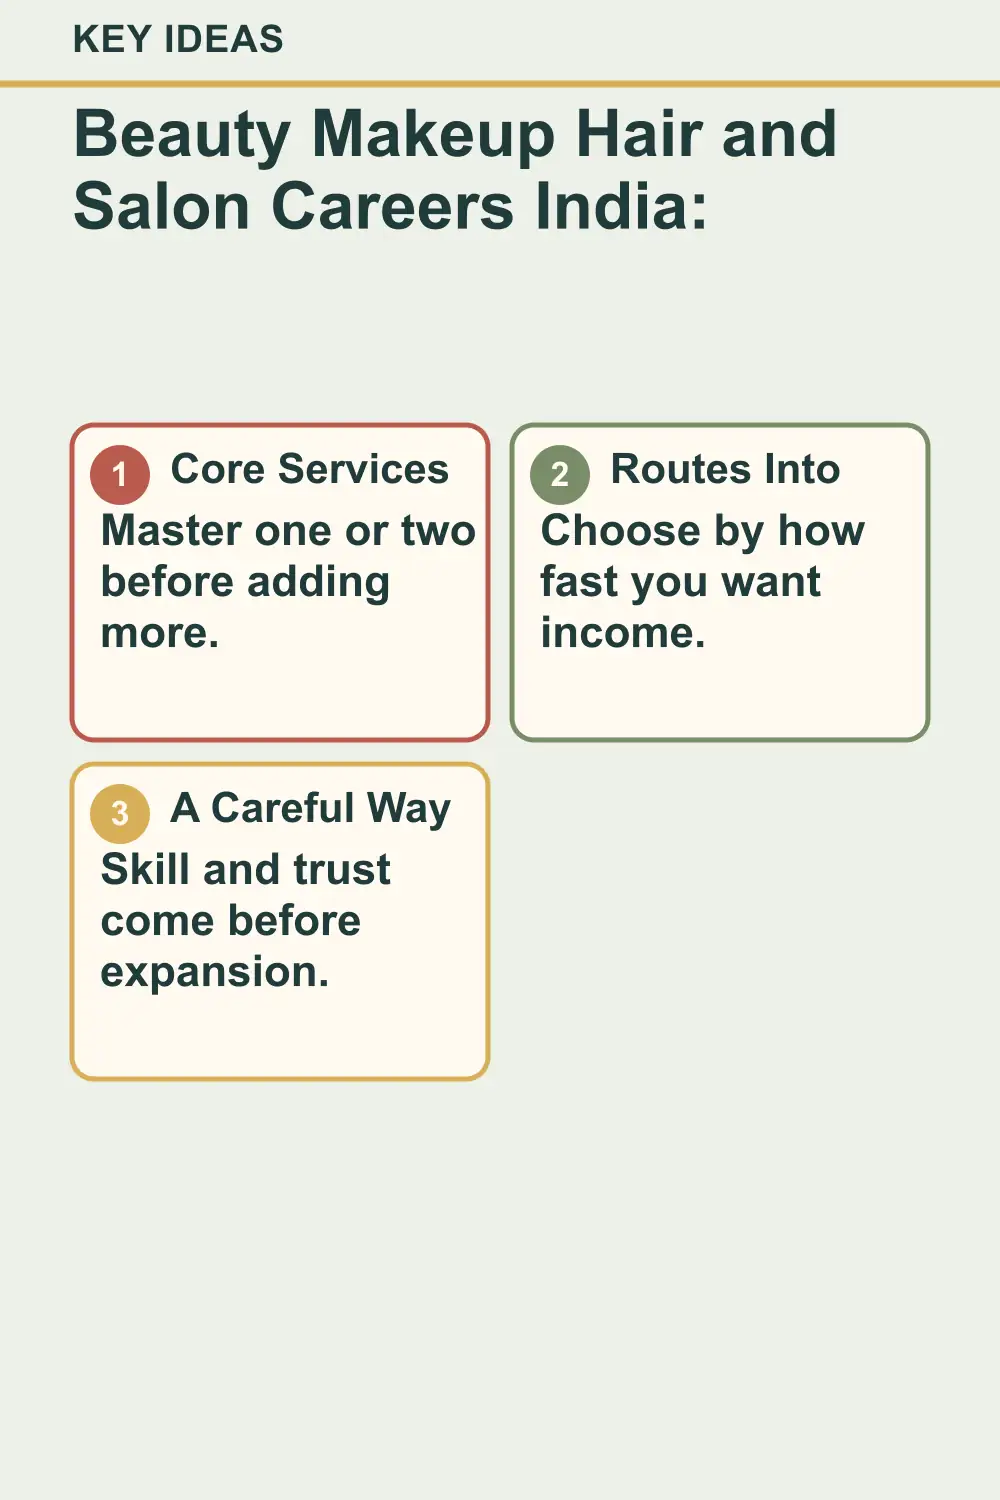 KEY IDEAS
Beauty Makeup Hair and
Salon Careers India:
1 Core Services
Master one or two
before adding
more.
2 Routes Into
Choose by how
fast you want
income.
3 A Careful Way
Skill and trust
come before
expansion.